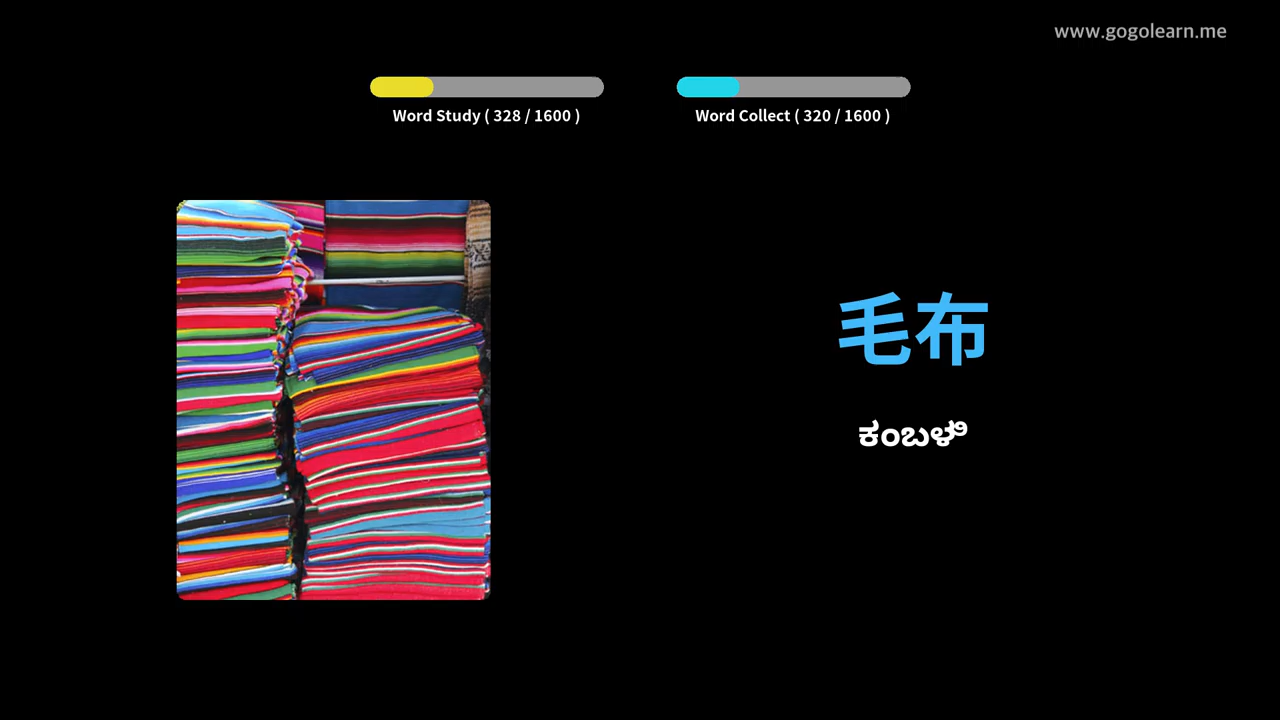 www.gogolearn.me
Word Study ( 328 / 1600 )
Word Collect ( 320 / 1600 )
毛布
ಕಂಬಳಿ